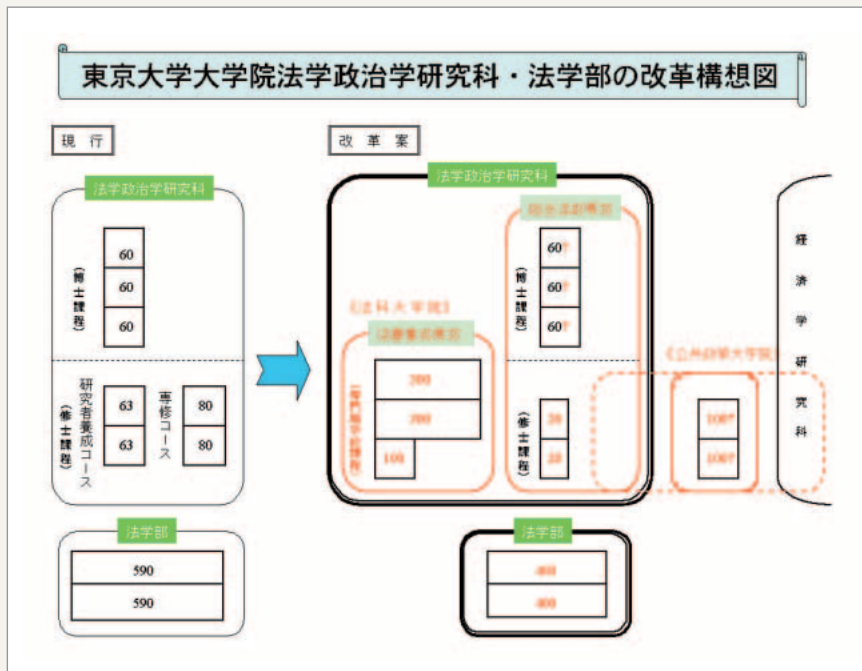 東京大学大学院法学政治学研究科・法学部の改革構想図
現行
法学政治学研究科
(博士課程)
60
60
60
(修士課程)
研究者養成コース
63
63
専修コース
80
80
法学部
590
590
改革案
法学政治学研究科
(博士課程)
60↑
60↑
60↑
《法科大学院》
300
300
100
(修士課程)
20
20
《公共政策大学院》
100↑
100↑
経済学研究科
法学部
400
400